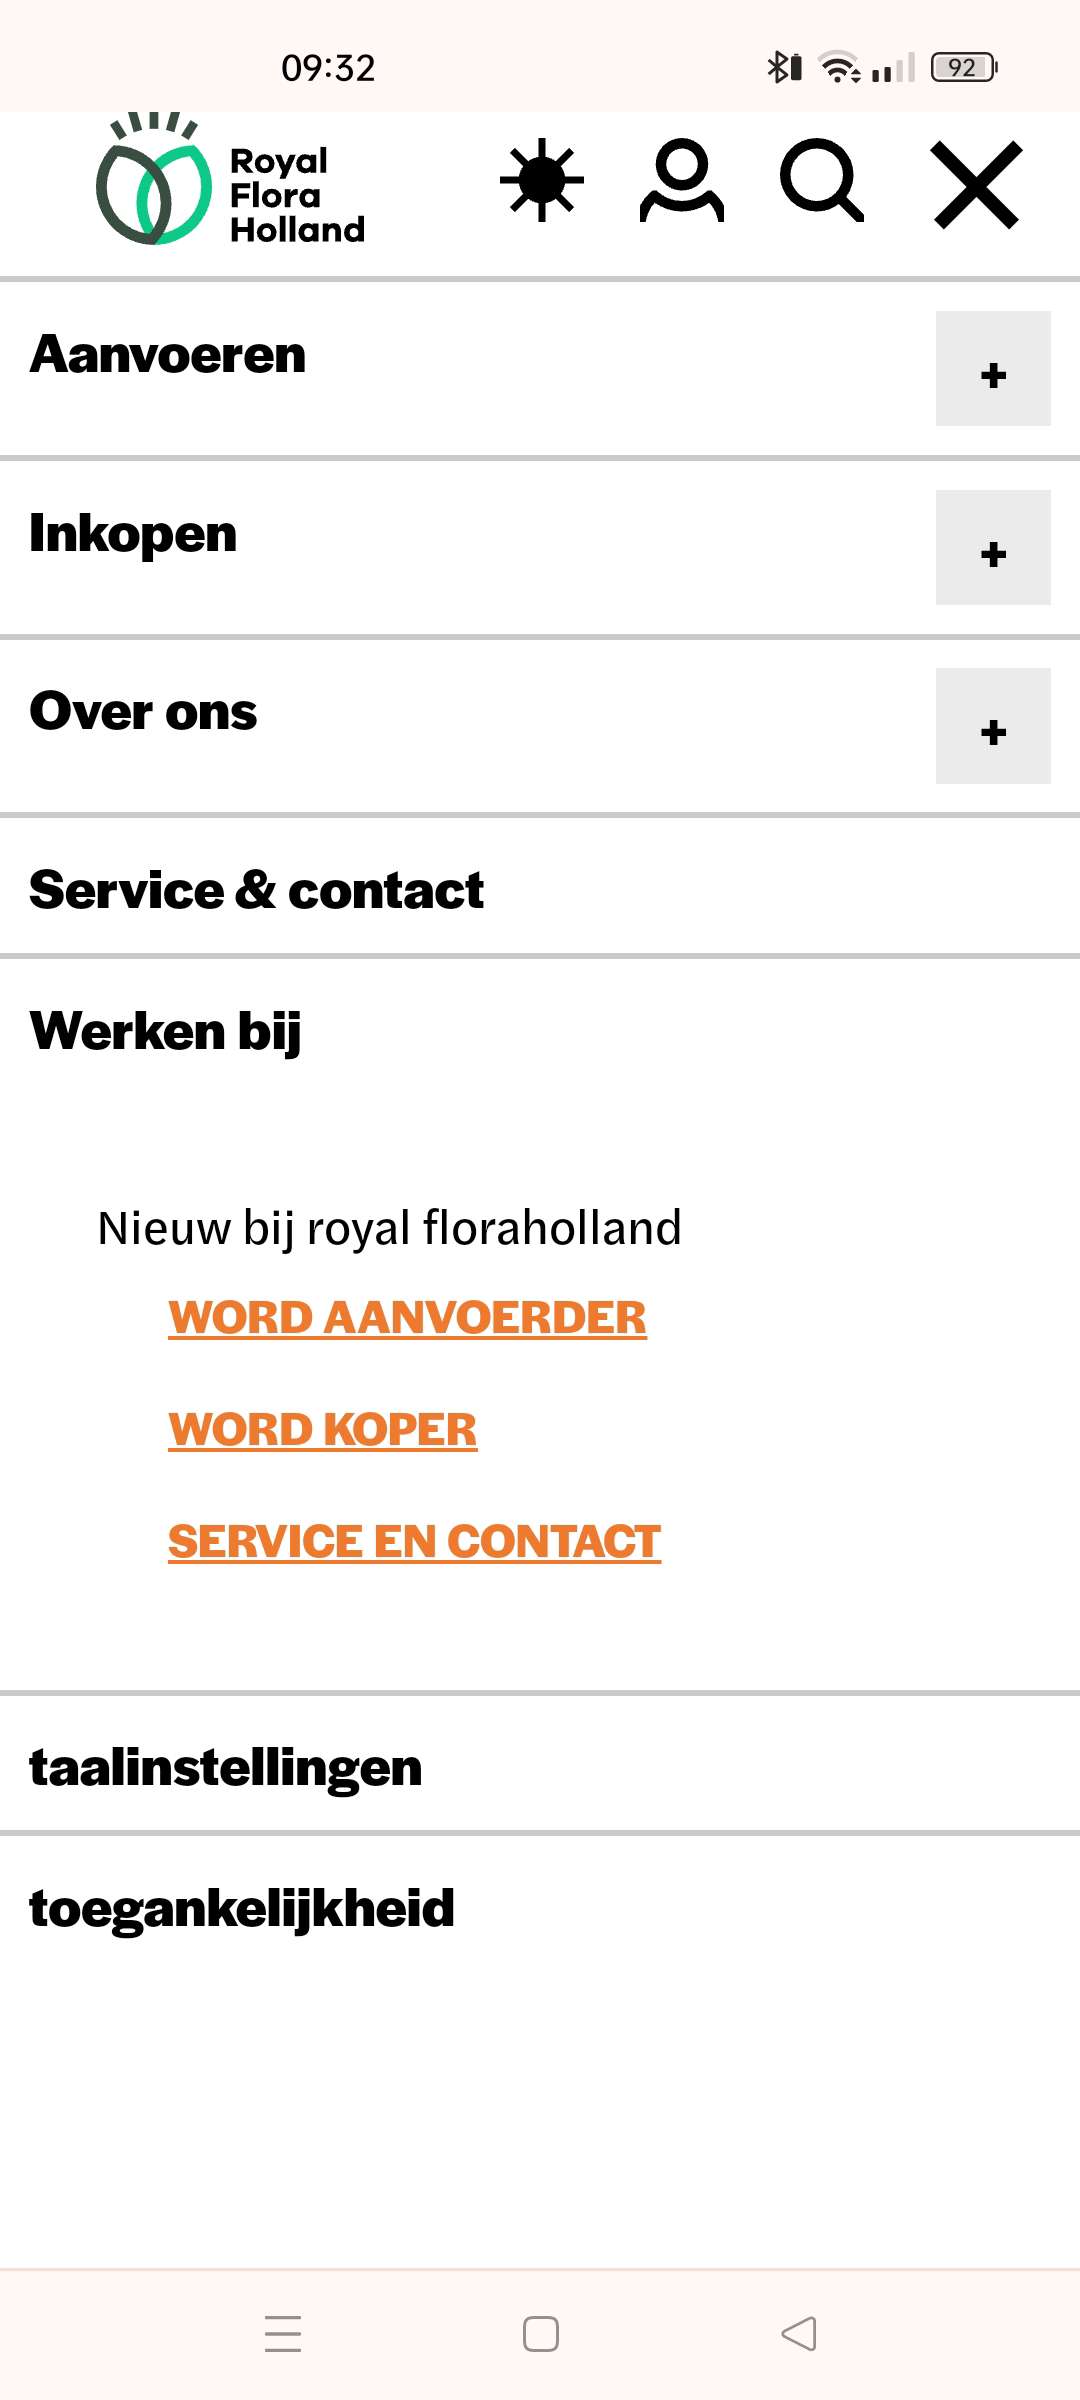 09:32
92
Royal
Flora
Holland
Aanvoeren
+
Inkopen
+
Over ons
+
Service & contact
Werken bij
Nieuw bij royal floraholland
WORD AANVOERDER
WORD KOPER
SERVICE EN CONTACT
taalinstellingen
toegankelijkheid